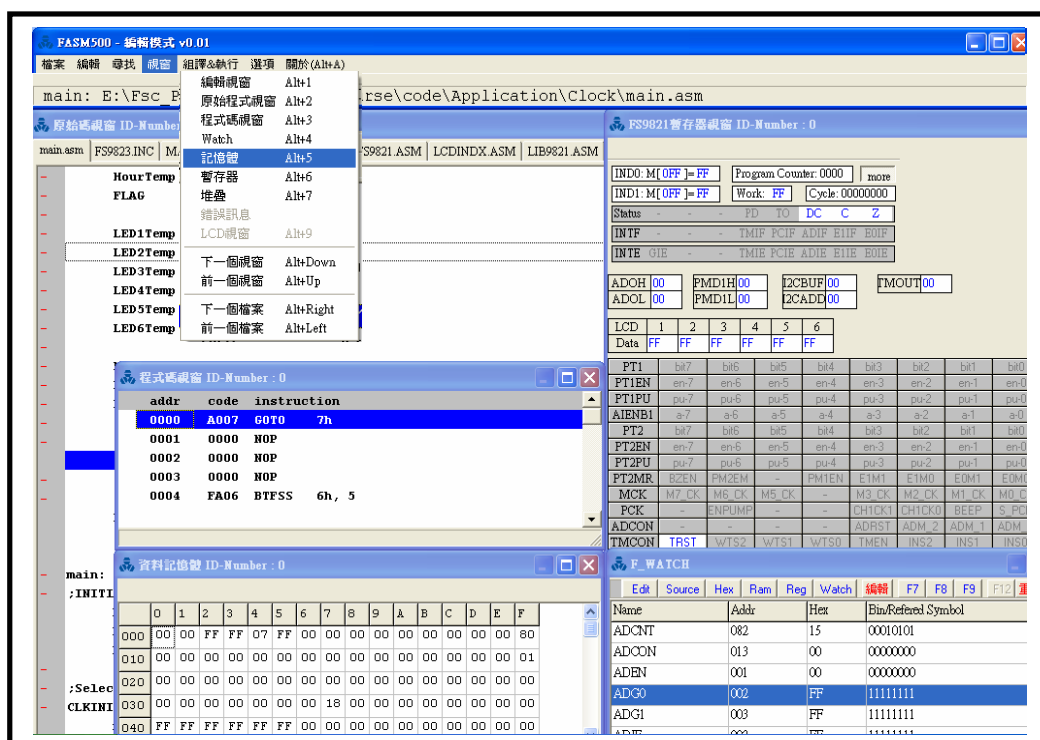 FASM500 - 編輯模式 v0.01
檔案 編輯 尋找 視窗 組譯&執行 選項 關於(Alt+A)
main: E:\Fsc_P rse\code\Application\Clock\main.asm
編輯視窗 Alt+1
原始程式視窗 Alt+2
程式碼視窗 Alt+3
Watch Alt+4
記憶體 Alt+5
暫存器 Alt+6
堆疊 Alt+7
錯誤訊息
LCD視窗 Alt+9
下一個視窗 Alt+Down
前一個視窗 Alt+Up
下一個檔案 Alt+Right
前一個檔案 Alt+Left
原始碼視窗 ID-Number
main.asm FS9823.INC M FS9821.ASM LCDINDX.ASM LIB9821.ASM
HourTemp
FLAG
LED1Temp
LED2Temp
LED3Temp
LED4Temp
LED5Temp
LED6Temp
main:
;INITI
;Selec
CLKINI
程式碼視窗 ID-Number : 0
addr code instruction
0000 A007 GOTO 7h
0001 0000 NOP
0002 0000 NOP
0003 0000 NOP
0004 FA06 BTFSS 6h, 5
資料記憶體 ID-Number : 0
0 1 2 3 4 5 6 7 8 9 A B C D E F
000 00 00 FF FF 07 FF 00 00 00 00 00 00 00 00 00 80
010 00 00 00 00 00 00 00 00 00 00 00 00 00 00 00 01
020 00 00 00 00 00 00 00 00 00 00 00 00 00 00 00 00
030 00 00 00 00 00 00 00 18 00 00 00 00 00 00 00 00
040 FF FF FF FF FF FF 00 00 00 00 00 00 00 00 00 00
FS9821暫存器視窗 ID-Number : 0
IND0: M[ 0FF ]= FF Program Counter: 0000 more
IND1: M[ 0FF ]= FF Work: FF Cycle: 00000000
Status - - - PD TO DC C Z
INTF - - - TMIF PCIF ADIF E1IF E0IF
INTE GIE - - TMIE PCIE ADIE E1IE E0IE
ADOH 00 PMD1H 00 I2CBUF 00 TMOUT 00
ADOL 00 PMD1L 00 I2CADD 00
LCD 1 2 3 4 5 6
Data FF FF FF FF FF FF
PT1 bit7 bit6 bit5 bit4 bit3 bit2 bit1 bit0
PT1EN en-7 en-6 en-5 en-4 en-3 en-2 en-1 en-0
PT1PU pu-7 pu-6 pu-5 pu-4 pu-3 pu-2 pu-1 pu-0
AIENB1 a-7 a-6 a-5 a-4 a-3 a-2 a-1 a-0
PT2 bit7 bit6 bit5 bit4 bit3 bit2 bit1 bit0
PT2EN en-7 en-6 en-5 en-4 en-3 en-2 en-1 en-0
PT2PU pu-7 pu-6 pu-5 pu-4 pu-3 pu-2 pu-1 pu-0
PT2MR BZEN PM2EM - PM1EN E1M1 E1M0 E0M1 E0M0
MCK M7_CK M6_CK M5_CK - M3_CK M2_CK M1_CK M0_C
PCK - ENPUMP - - CH1CK1 CH1CK0 BEEP S_PC
ADCON - - - - ADRST ADM_2 ADM_1 ADM_
TMCON TRST WTS2 WTS1 WTS0 TMEN INS2 INS1 INS0
F_WATCH
Edit Source Hex Ram Reg Watch 編輯 F7 F8 F9 F12 重
Name Addr Hex Bin/Refered Symbol
ADCNT 082 15 00010101
ADCON 013 00 00000000
ADEN 001 00 00000000
ADG0 002 FF 11111111
ADG1 003 FF 11111111